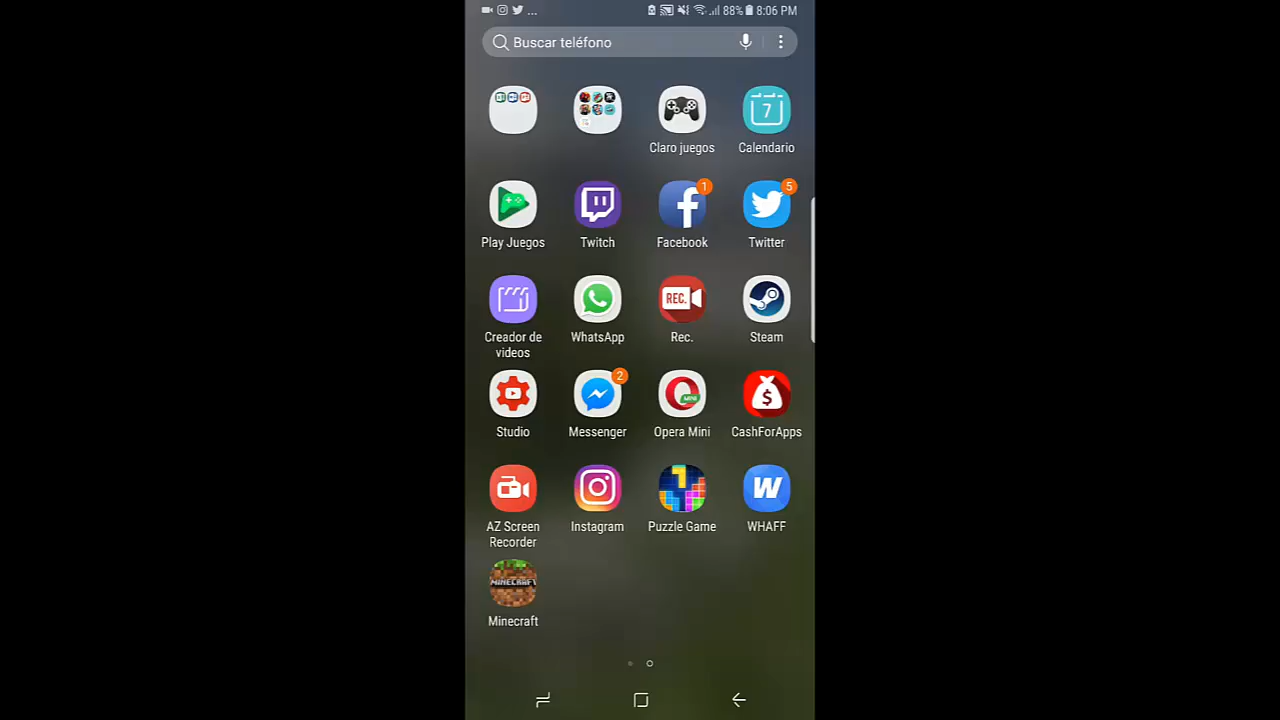 ... 88% 8:06 PM
Buscar teléfono
7
Claro juegos Calendario
1 5
Play Juegos Twitch Facebook Twitter
REC.
Creador de videos WhatsApp Rec. Steam
2
MINI
$
Studio Messenger Opera Mini CashForApps
W
AZ Screen Recorder Instagram Puzzle Game WHAFF
MINECRAFT
Minecraft